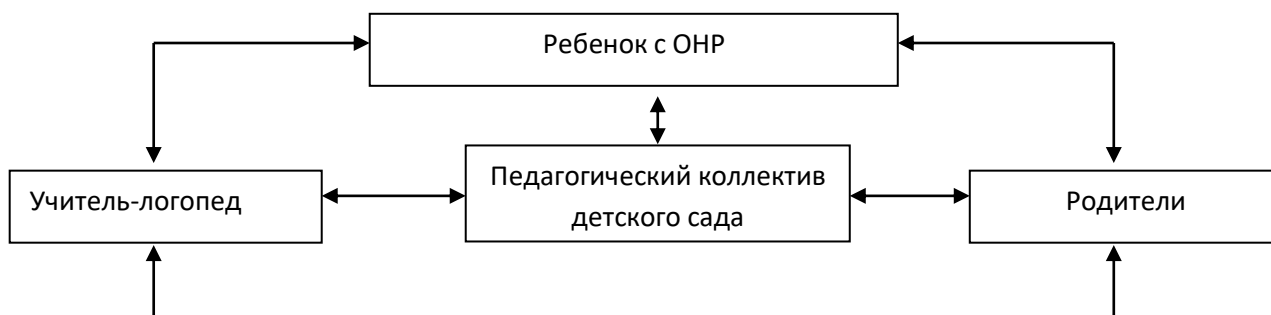 Ребенок с ОНР
Педагогический коллектив
детского сада
Учитель-логопед
Родители